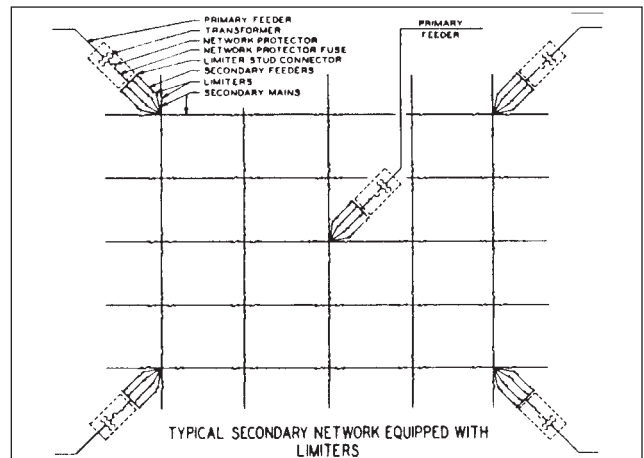 PRIMARY FEEDER
TRANSFORMER
NETWORK PROTECTOR
NETWORK PROTECTOR FUSE
LIMITER STUD CONNECTOR
SECONDARY FEEDERS
LIMITERS
SECONDARY MAINS
PRIMARY
FEEDER
TYPICAL SECONDARY NETWORK EQUIPPED WITH
LIMITERS